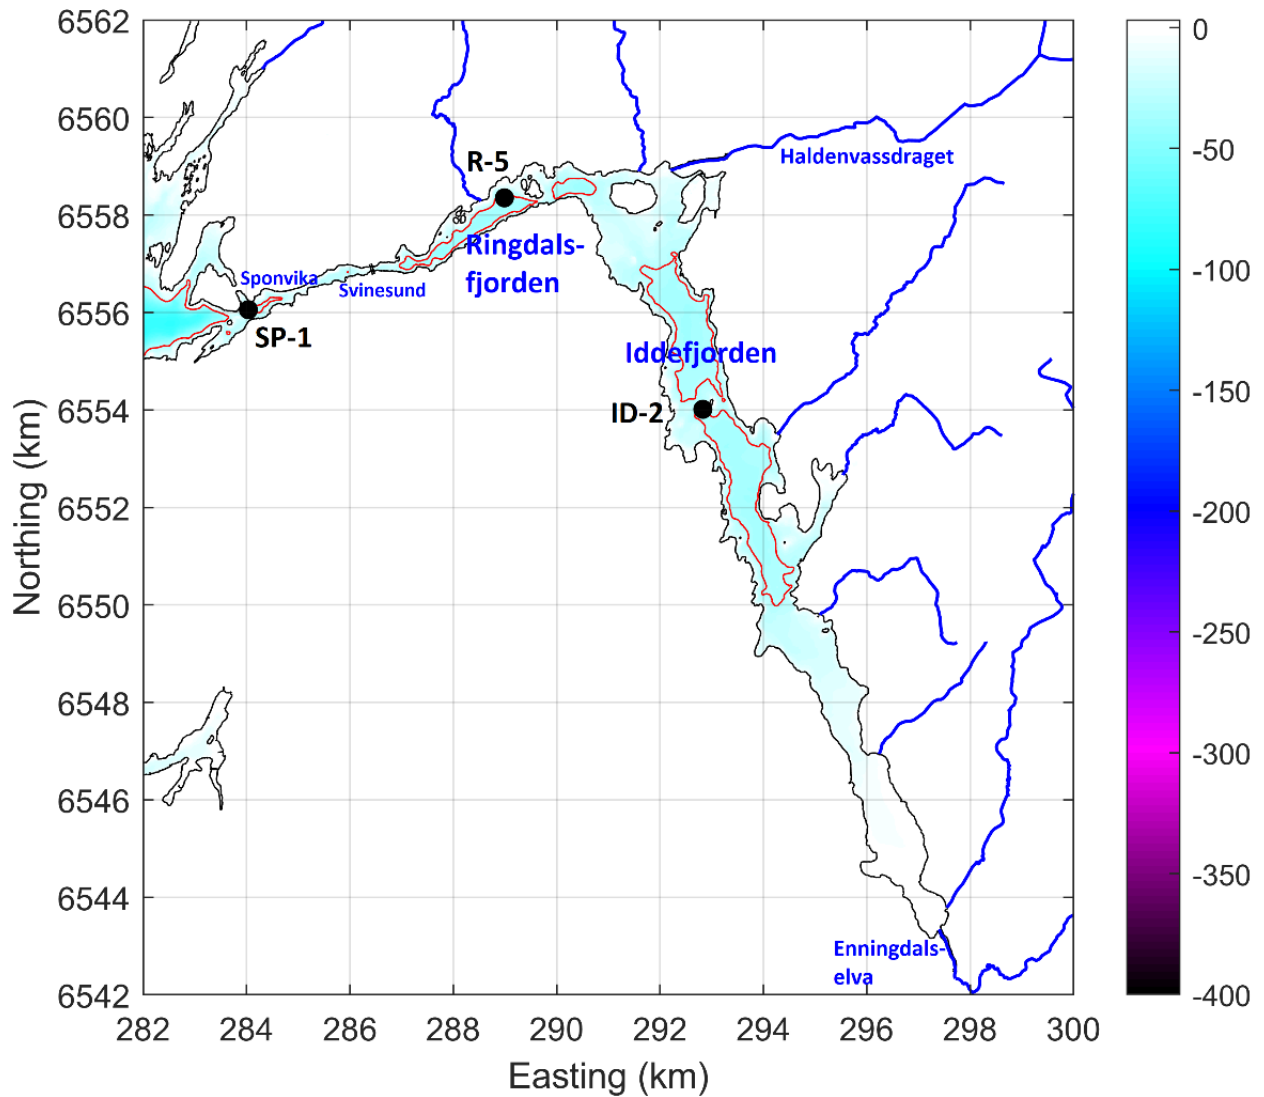 6562
6560
6558
6556
6554
6552
6550
6548
6546
6544
6542
Northing (km)
282
284
286
288
290
292
294
296
298
300
Easting (km)
R-5
Haldenvassdraget
Ringdals-
fjorden
Sponvika
Svinesund
SP-1
Iddefjorden
ID-2
Enningdals-
elva
0
-50
-100
-150
-200
-250
-300
-350
-400